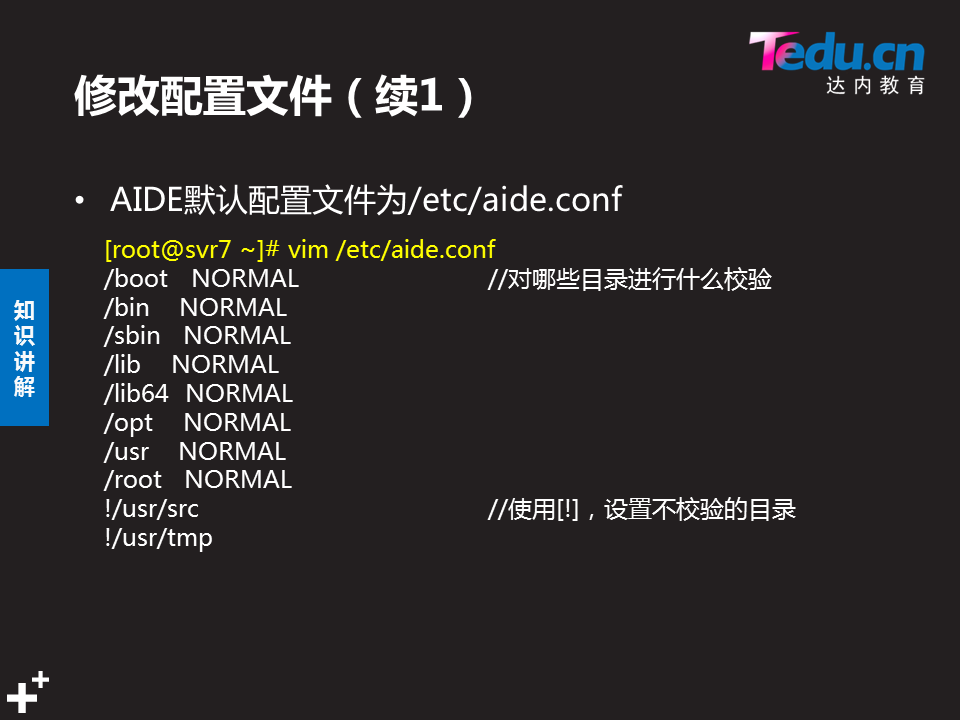 Tedu.cn
达内教育
修改配置文件（续1）
• AIDE默认配置文件为/etc/aide.conf
[root@svr7 ~]# vim /etc/aide.conf
/boot NORMAL //对哪些目录进行什么校验
/bin NORMAL
/sbin NORMAL
/lib NORMAL
/lib64 NORMAL
/opt NORMAL
/usr NORMAL
/root NORMAL
!/usr/src //使用[!]，设置不校验的目录
!/usr/tmp
知识讲解